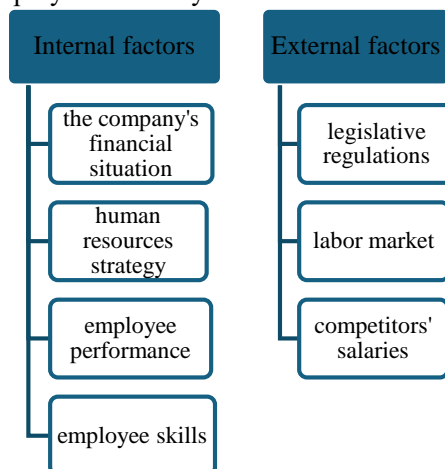 Internal factors
the company's
financial
situation
human
resources
strategy
employee
performance
employee skills
External factors
legislative
regulations
labor market
competitors'
salaries